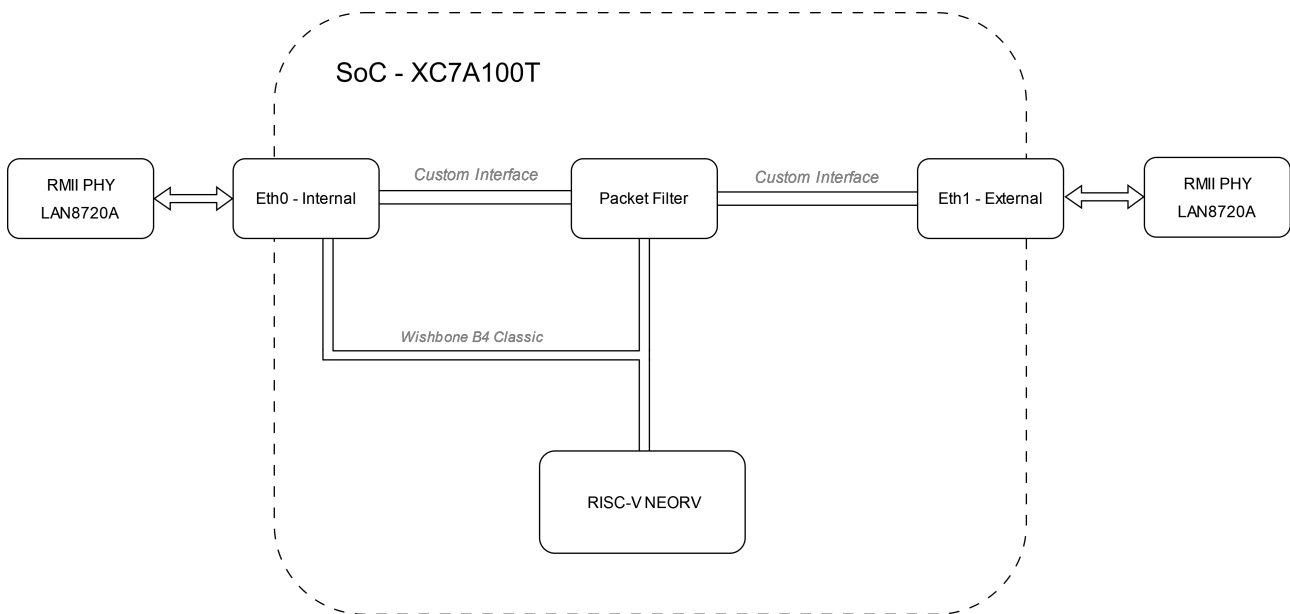 SoC - XC7A100T
RMII PHY
LAN8720A
Eth0 - Internal
Custom Interface
Packet Filter
Custom Interface
Eth1 - External
RMII PHY
LAN8720A
Wishbone B4 Classic
RISC-V NEORV